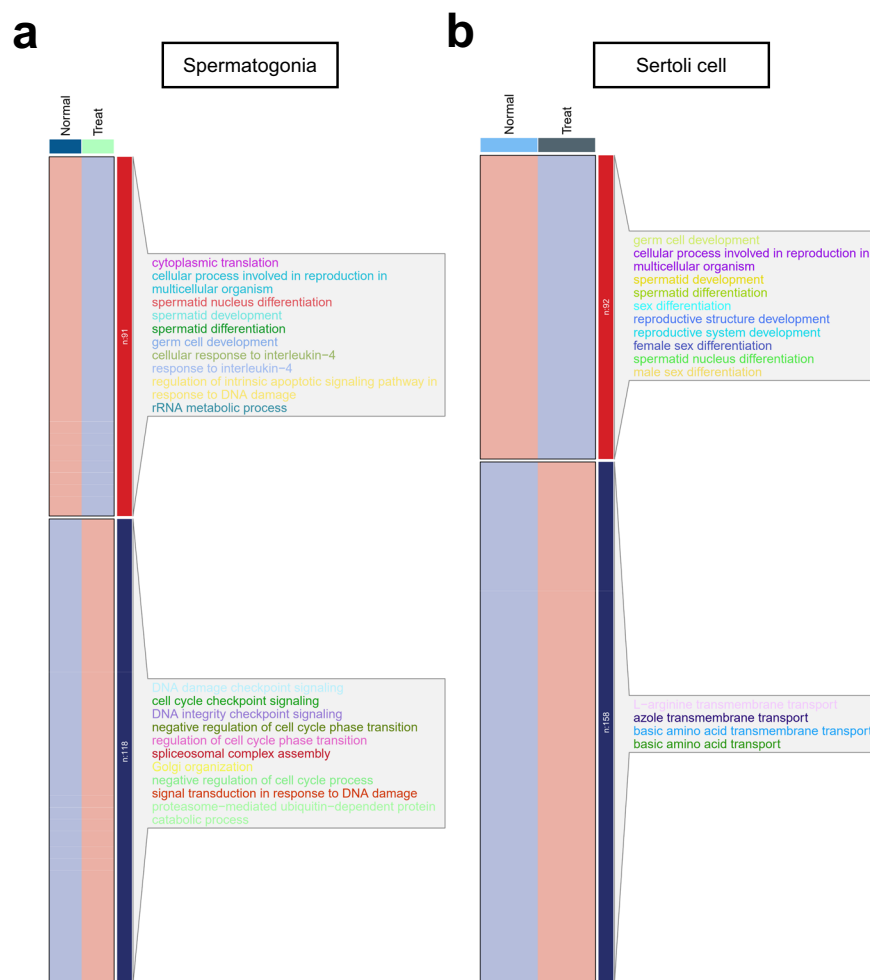 a
Spermatogonia
Normal
Treat
n:91
cytoplasmic translation
cellular process involved in reproduction in
multicellular organism
spermatid nucleus differentiation
spermatid development
spermatid differentiation
germ cell development
cellular response to interleukin−4
response to interleukin−4
regulation of intrinsic apoptotic signaling pathway in
response to DNA damage
rRNA metabolic process
n:118
DNA damage checkpoint signaling
cell cycle checkpoint signaling
DNA integrity checkpoint signaling
negative regulation of cell cycle phase transition
regulation of cell cycle phase transition
spliceosomal complex assembly
Golgi organization
negative regulation of cell cycle process
signal transduction in response to DNA damage
proteasome−mediated ubiquitin−dependent protein
catabolic process
b
Sertoli cell
Normal
Treat
n:92
germ cell development
cellular process involved in reproduction in
multicellular organism
spermatid development
spermatid differentiation
sex differentiation
reproductive structure development
reproductive system development
female sex differentiation
spermatid nucleus differentiation
male sex differentiation
n:158
L−arginine transmembrane transport
azole transmembrane transport
basic amino acid transmembrane transport
basic amino acid transport